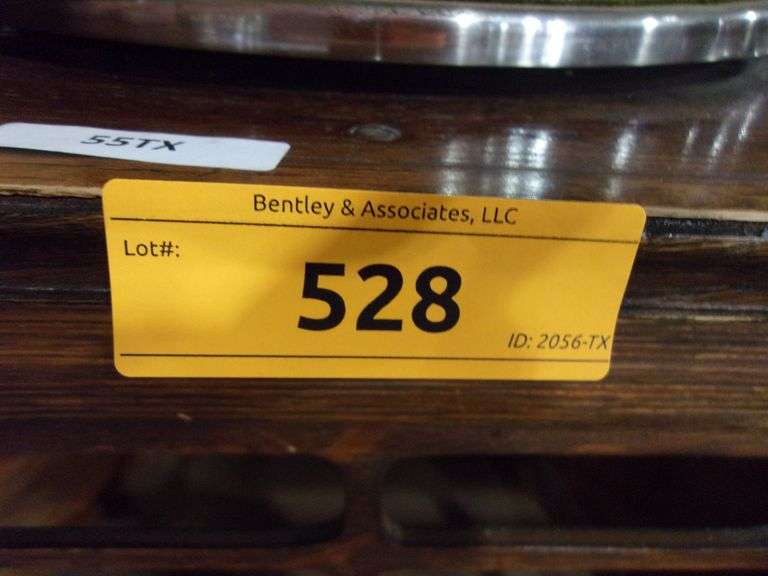 55TX
Bentley & Associates, LLC
Lot#:
528
ID: 2056-TX